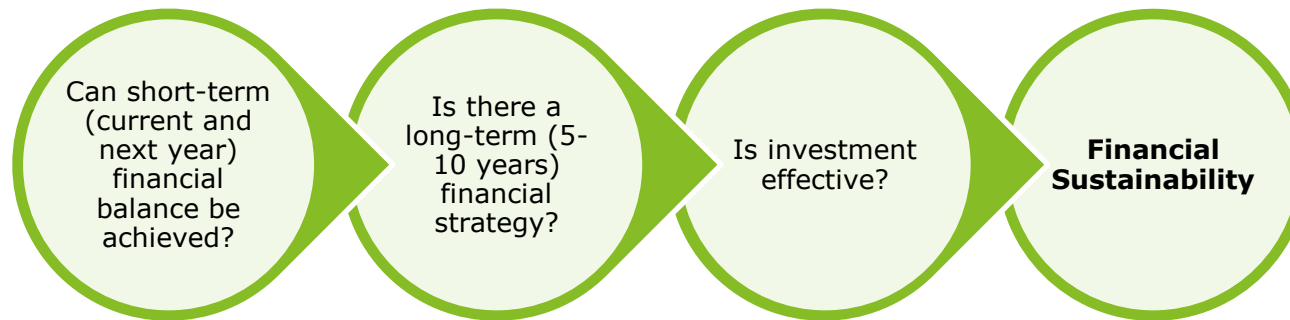 Can short-term
(current and
next year)
financial
balance be
achieved?
Is there a
long-term (5-
10 years)
financial
strategy?
Is investment
effective?
Financial
Sustainability